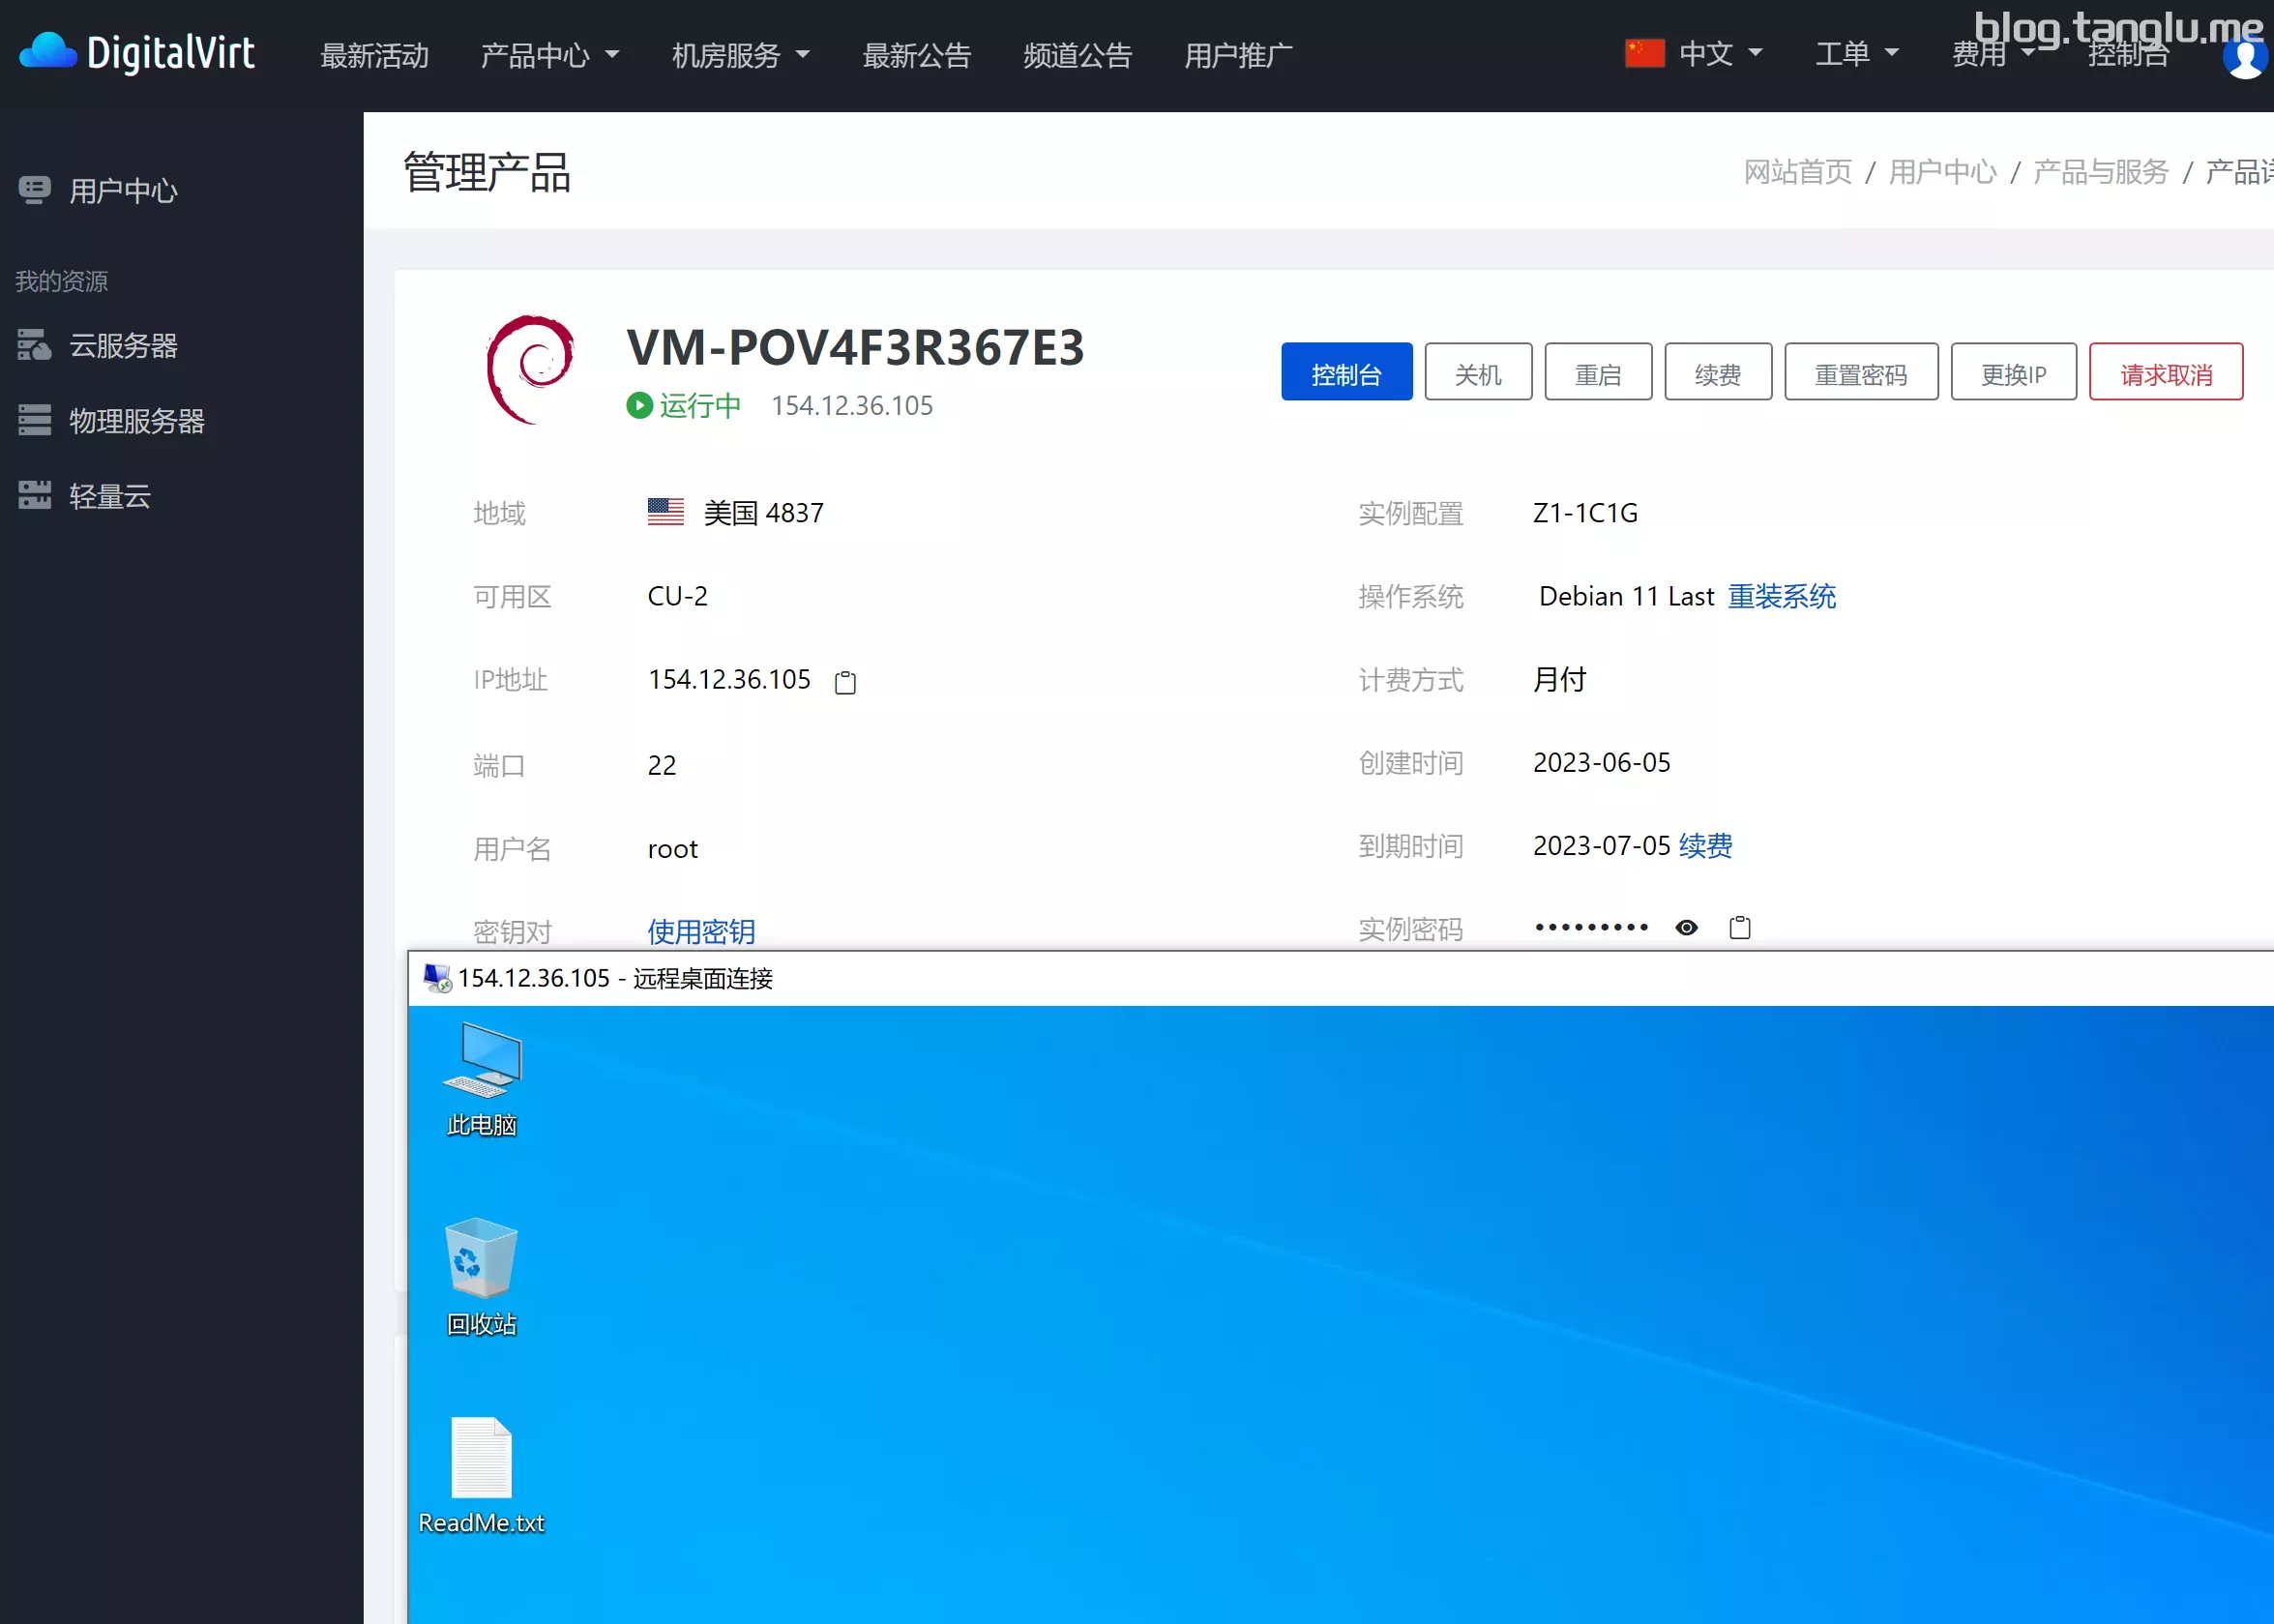 blog.tanglu.me
DigitalVirt 最新活动 产品中心 机房服务 最新公告 频道公告 用户推广 中文 工单 费用 控制台
管理产品
网站首页 / 用户中心 / 产品与服务 / 产品详
用户中心
我的资源
云服务器
物理服务器
轻量云
VM-POV4F3R367E3
运行中 154.12.36.105
控制台 关机 重启 续费 重置密码 更换IP 请求取消
地域 美国 4837 实例配置 Z1-1C1G
可用区 CU-2 操作系统 Debian 11 Last 重装系统
IP地址 154.12.36.105 计费方式 月付
端口 22 创建时间 2023-06-05
用户名 root 到期时间 2023-07-05 续费
密钥对 使用密钥 实例密码 •••••••••
154.12.36.105 - 远程桌面连接
此电脑
回收站
ReadMe.txt